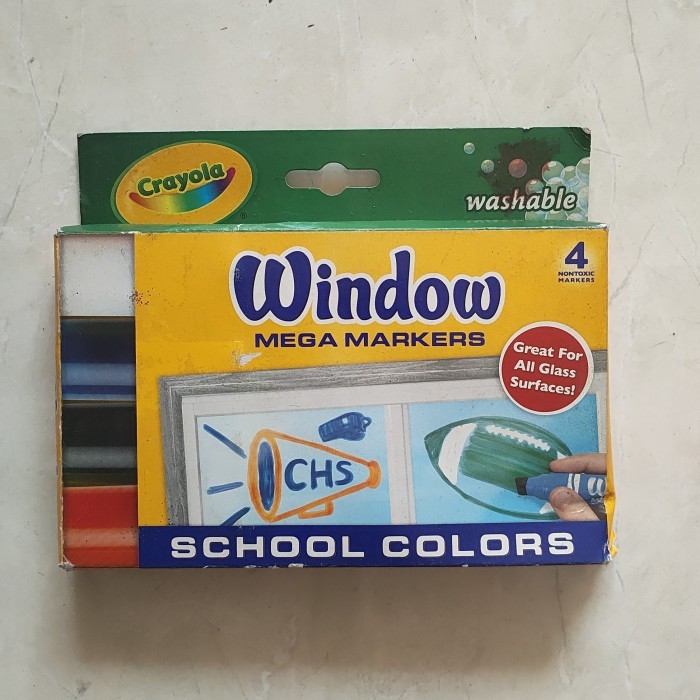 Crayola
®
washable
Window
MEGA MARKERS
4
NONTOXIC
MARKERS
Great For
All Glass
Surfaces!
CHS
SCHOOL COLORS